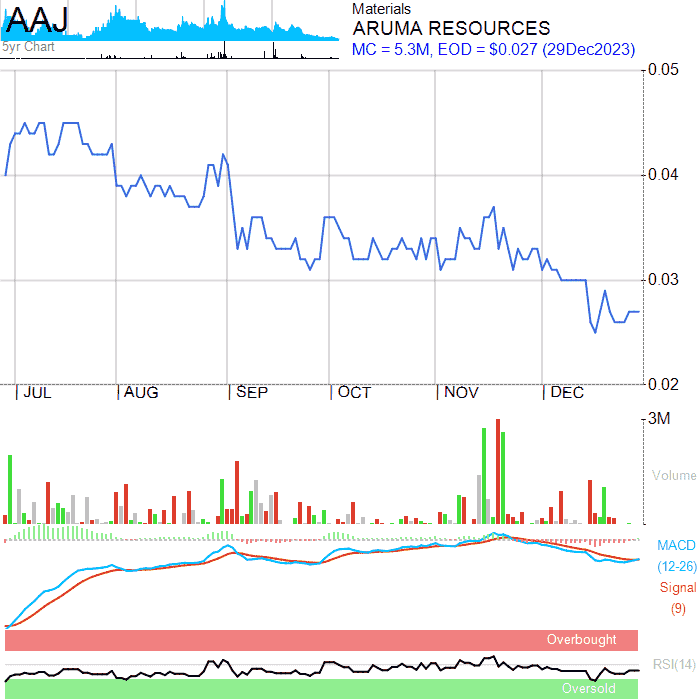 AAJ
5yr Chart
Materials
ARUMA RESOURCES
MC = 5.3M, EOD = $0.027 (29Dec2023)
0.05
0.04
0.03
0.02
JUL AUG SEP OCT NOV DEC
3M
Volume
MACD
(12-26)
Signal
(9)
Overbought
RSI(14)
Oversold